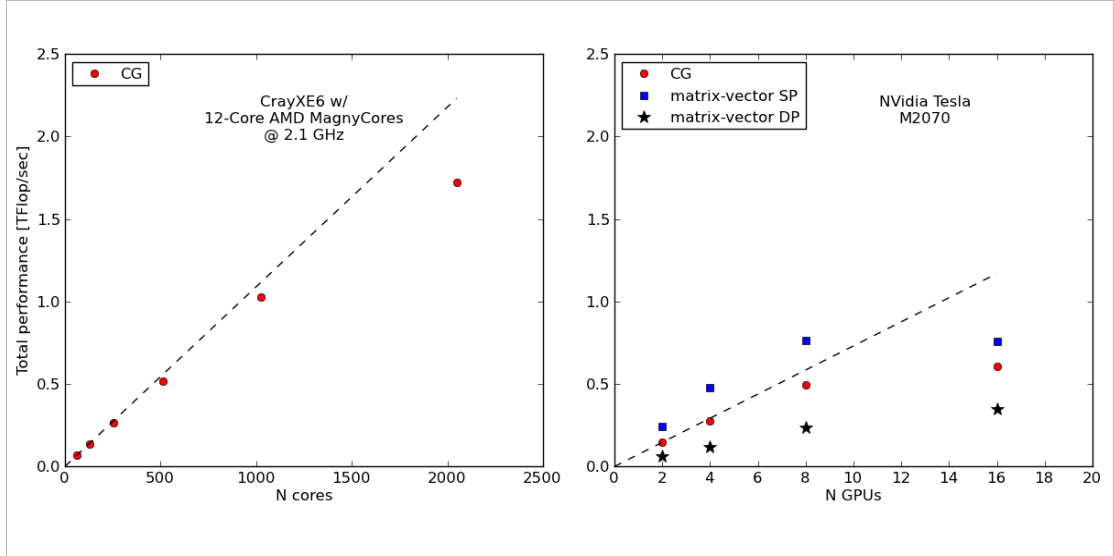 CG
CrayXE6 w/
12-Core AMD MagnyCores
@ 2.1 GHz
Total performance [TFlop/sec]
2.5
2.0
1.5
1.0
0.5
0.0
0 500 1000 1500 2000 2500
N cores
CG
matrix-vector SP
matrix-vector DP
NVidia Tesla
M2070
2.5
2.0
1.5
1.0
0.5
0.0
0 2 4 6 8 10 12 14 16 18 20
N GPUs